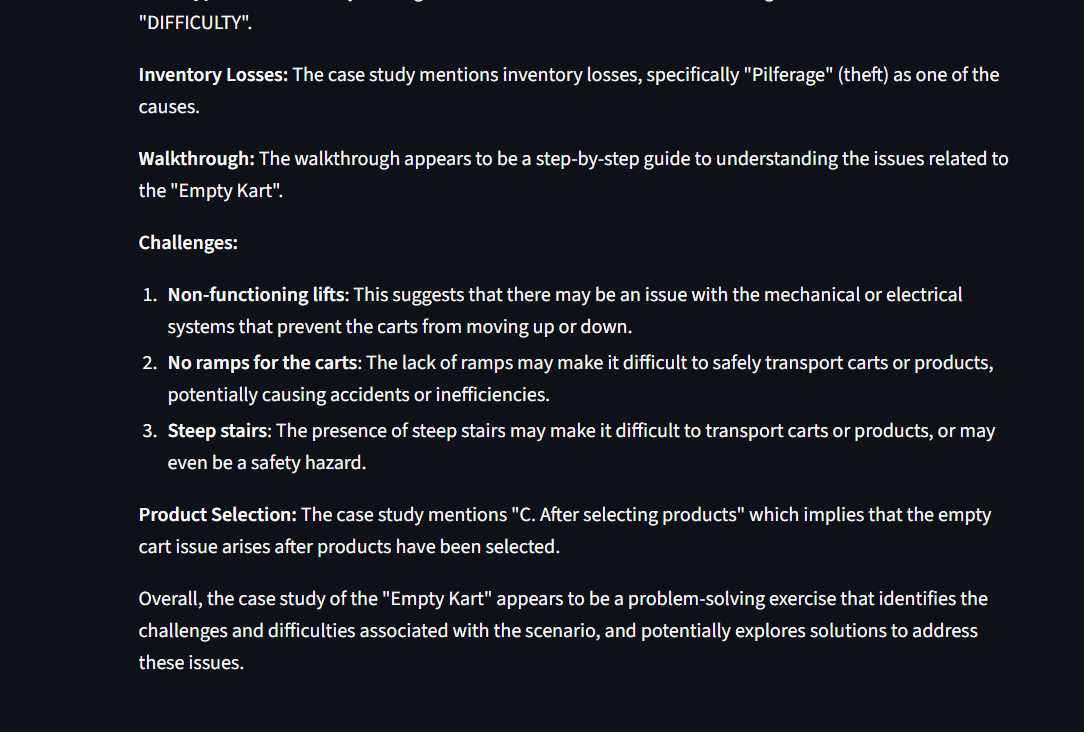 "DIFFICULTY".
Inventory Losses: The case study mentions inventory losses, specifically "Pilferage" (theft) as one of the
causes.
Walkthrough: The walkthrough appears to be a step-by-step guide to understanding the issues related to
the "Empty Kart".
Challenges:
1. Non-functioning lifts: This suggests that there may be an issue with the mechanical or electrical
systems that prevent the carts from moving up or down.
2. No ramps for the carts: The lack of ramps may make it difficult to safely transport carts or products,
potentially causing accidents or inefficiencies.
3. Steep stairs: The presence of steep stairs may make it difficult to transport carts or products, or may
even be a safety hazard.
Product Selection: The case study mentions "C. After selecting products" which implies that the empty
cart issue arises after products have been selected.
Overall, the case study of the "Empty Kart" appears to be a problem-solving exercise that identifies the
challenges and difficulties associated with the scenario, and potentially explores solutions to address
these issues.